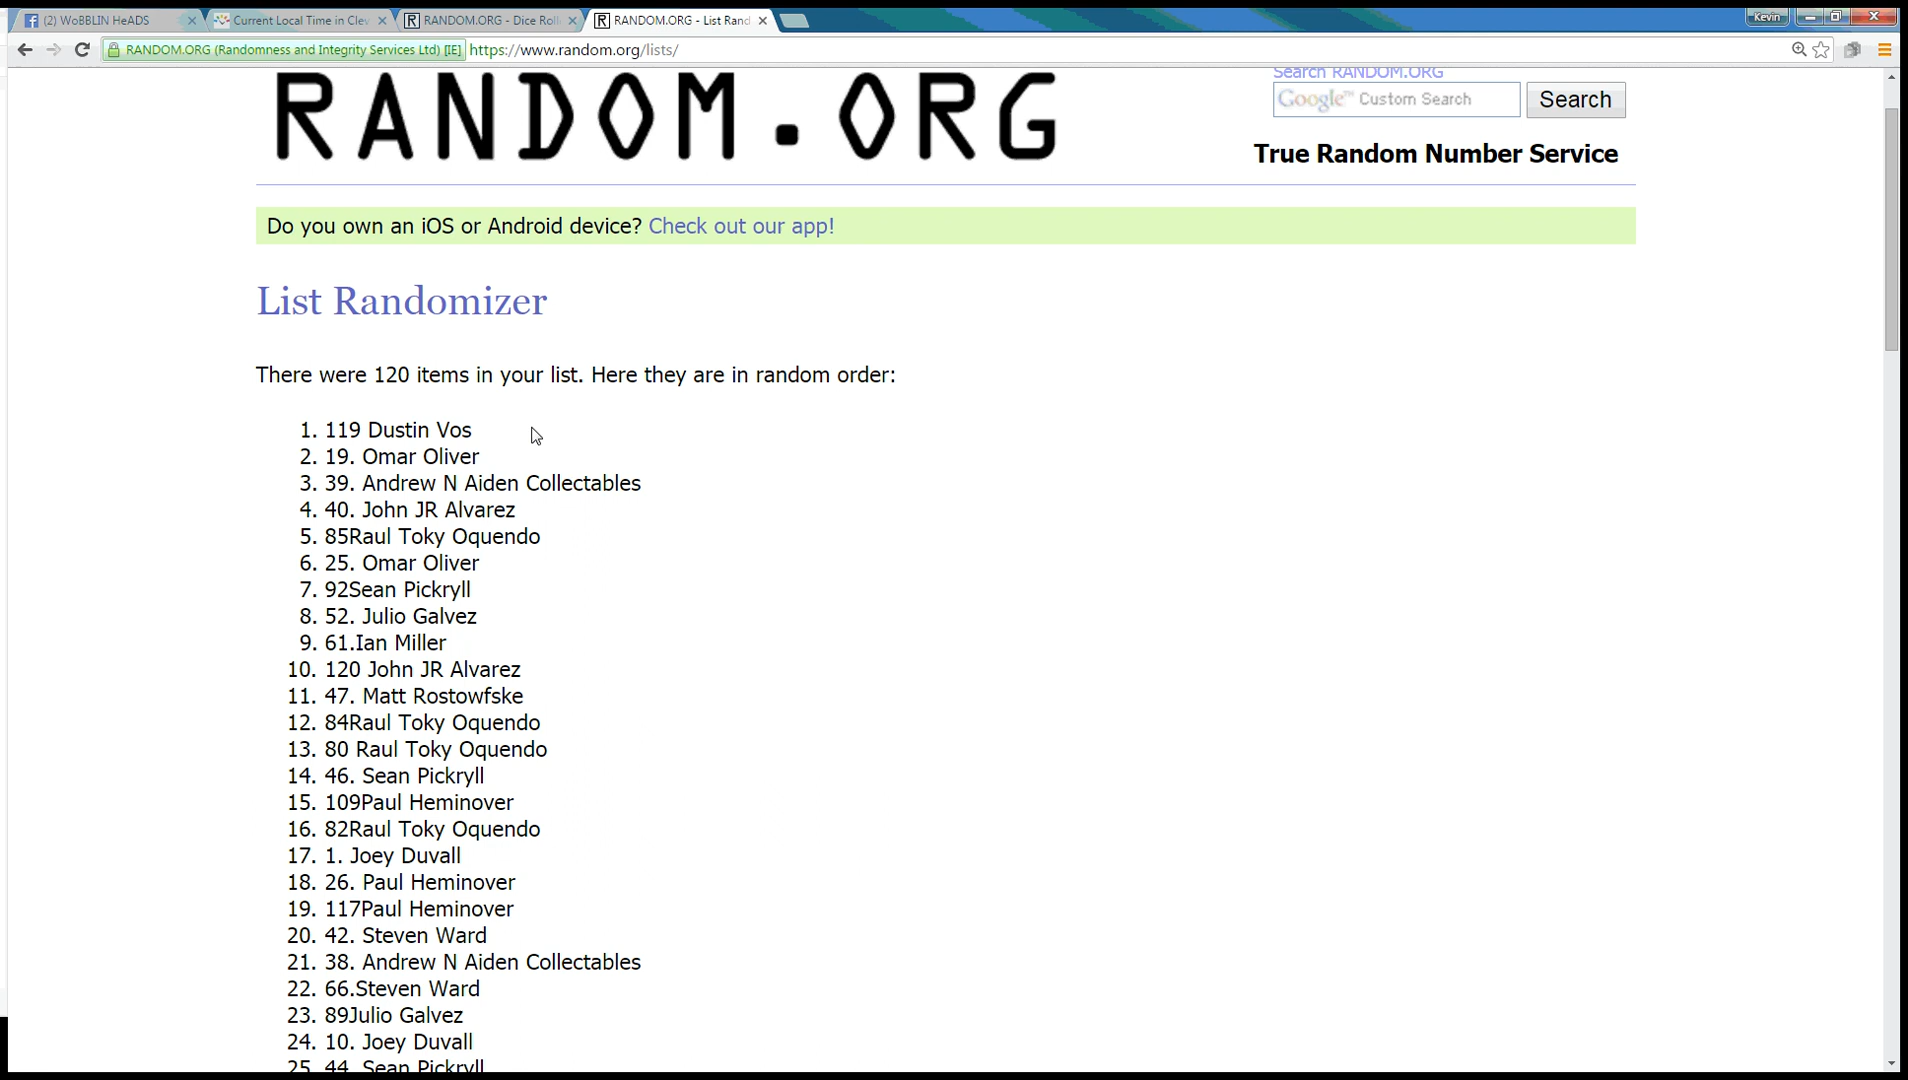 (2) WoBBLIN HeADS
Current Local Time in Clev
RANDOM.ORG - Dice Roll
RANDOM.ORG - List Rand
Kevin
RANDOM.ORG (Randomness and Integrity Services Ltd) [IE]
https://www.random.org/lists/
RANDOM.ORG
Search RANDOM.ORG
Google™ Custom Search
Search
True Random Number Service
Do you own an iOS or Android device? Check out our app!
List Randomizer
There were 120 items in your list. Here they are in random order:
1. 119 Dustin Vos
2. 19. Omar Oliver
3. 39. Andrew N Aiden Collectables
4. 40. John JR Alvarez
5. 85Raul Toky Oquendo
6. 25. Omar Oliver
7. 92Sean Pickryll
8. 52. Julio Galvez
9. 61.Ian Miller
10. 120 John JR Alvarez
11. 47. Matt Rostowfske
12. 84Raul Toky Oquendo
13. 80 Raul Toky Oquendo
14. 46. Sean Pickryll
15. 109Paul Heminover
16. 82Raul Toky Oquendo
17. 1. Joey Duvall
18. 26. Paul Heminover
19. 117Paul Heminover
20. 42. Steven Ward
21. 38. Andrew N Aiden Collectables
22. 66.Steven Ward
23. 89Julio Galvez
24. 10. Joey Duvall
25. 44. Sean Pickryll